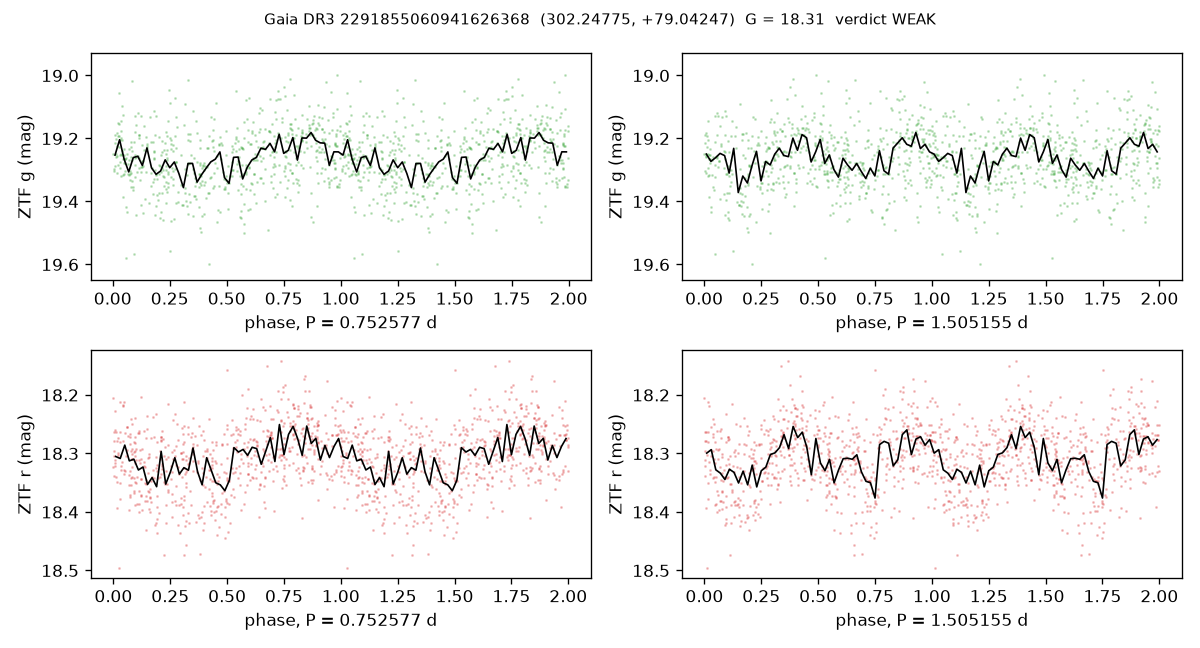 Gaia DR3 2291855060941626368  (302.24775, +79.04247)  G = 18.31  verdict WEAK
ZTF g (mag)
19.0
19.2
19.4
19.6
0.00 0.25 0.50 0.75 1.00 1.25 1.50 1.75 2.00
phase, P = 0.752577 d
ZTF g (mag)
19.0
19.2
19.4
19.6
0.00 0.25 0.50 0.75 1.00 1.25 1.50 1.75 2.00
phase, P = 1.505155 d
ZTF r (mag)
18.2
18.3
18.4
18.5
0.00 0.25 0.50 0.75 1.00 1.25 1.50 1.75 2.00
phase, P = 0.752577 d
ZTF r (mag)
18.2
18.3
18.4
18.5
0.00 0.25 0.50 0.75 1.00 1.25 1.50 1.75 2.00
phase, P = 1.505155 d